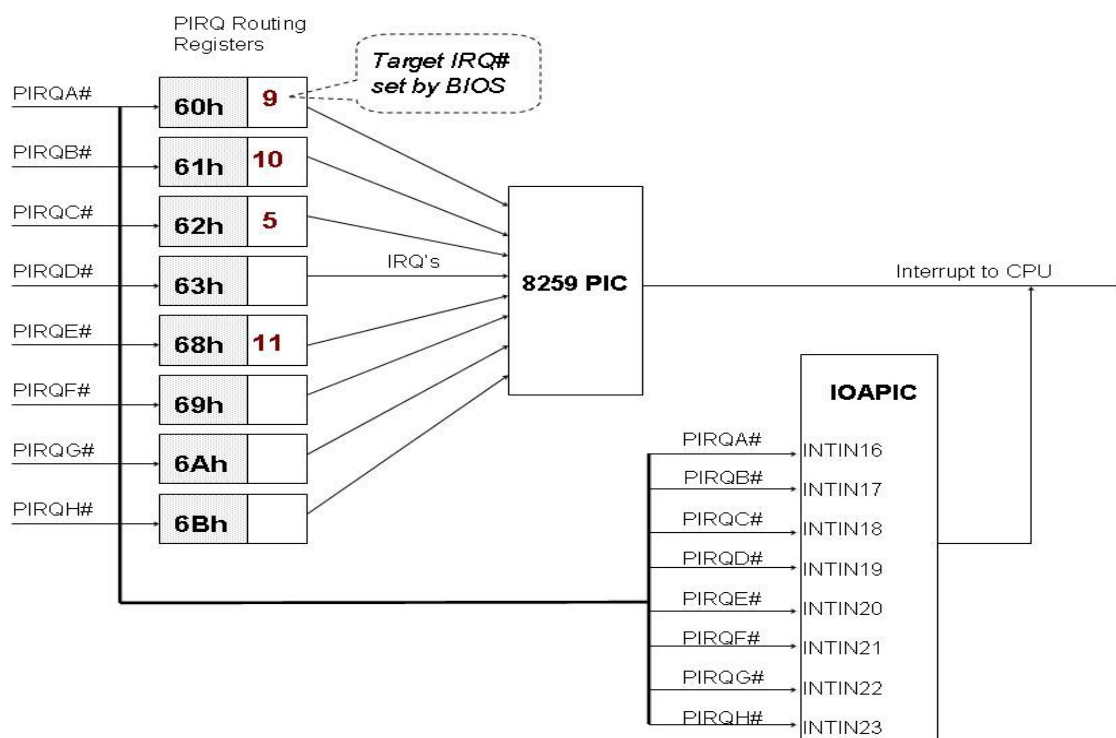 PIRQ Routing
Registers
Target IRQ#
set by BIOS
PIRQA#
60h
9
PIRQB#
61h
10
PIRQC#
62h
5
PIRQD#
63h
IRQ's
PIRQE#
68h
11
PIRQF#
69h
PIRQG#
6Ah
PIRQH#
6Bh
8259 PIC
Interrupt to CPU
IOAPIC
PIRQA#
INTIN16
PIRQB#
INTIN17
PIRQC#
INTIN18
PIRQD#
INTIN19
PIRQE#
INTIN20
PIRQF#
INTIN21
PIRQG#
INTIN22
PIRQH#
INTIN23